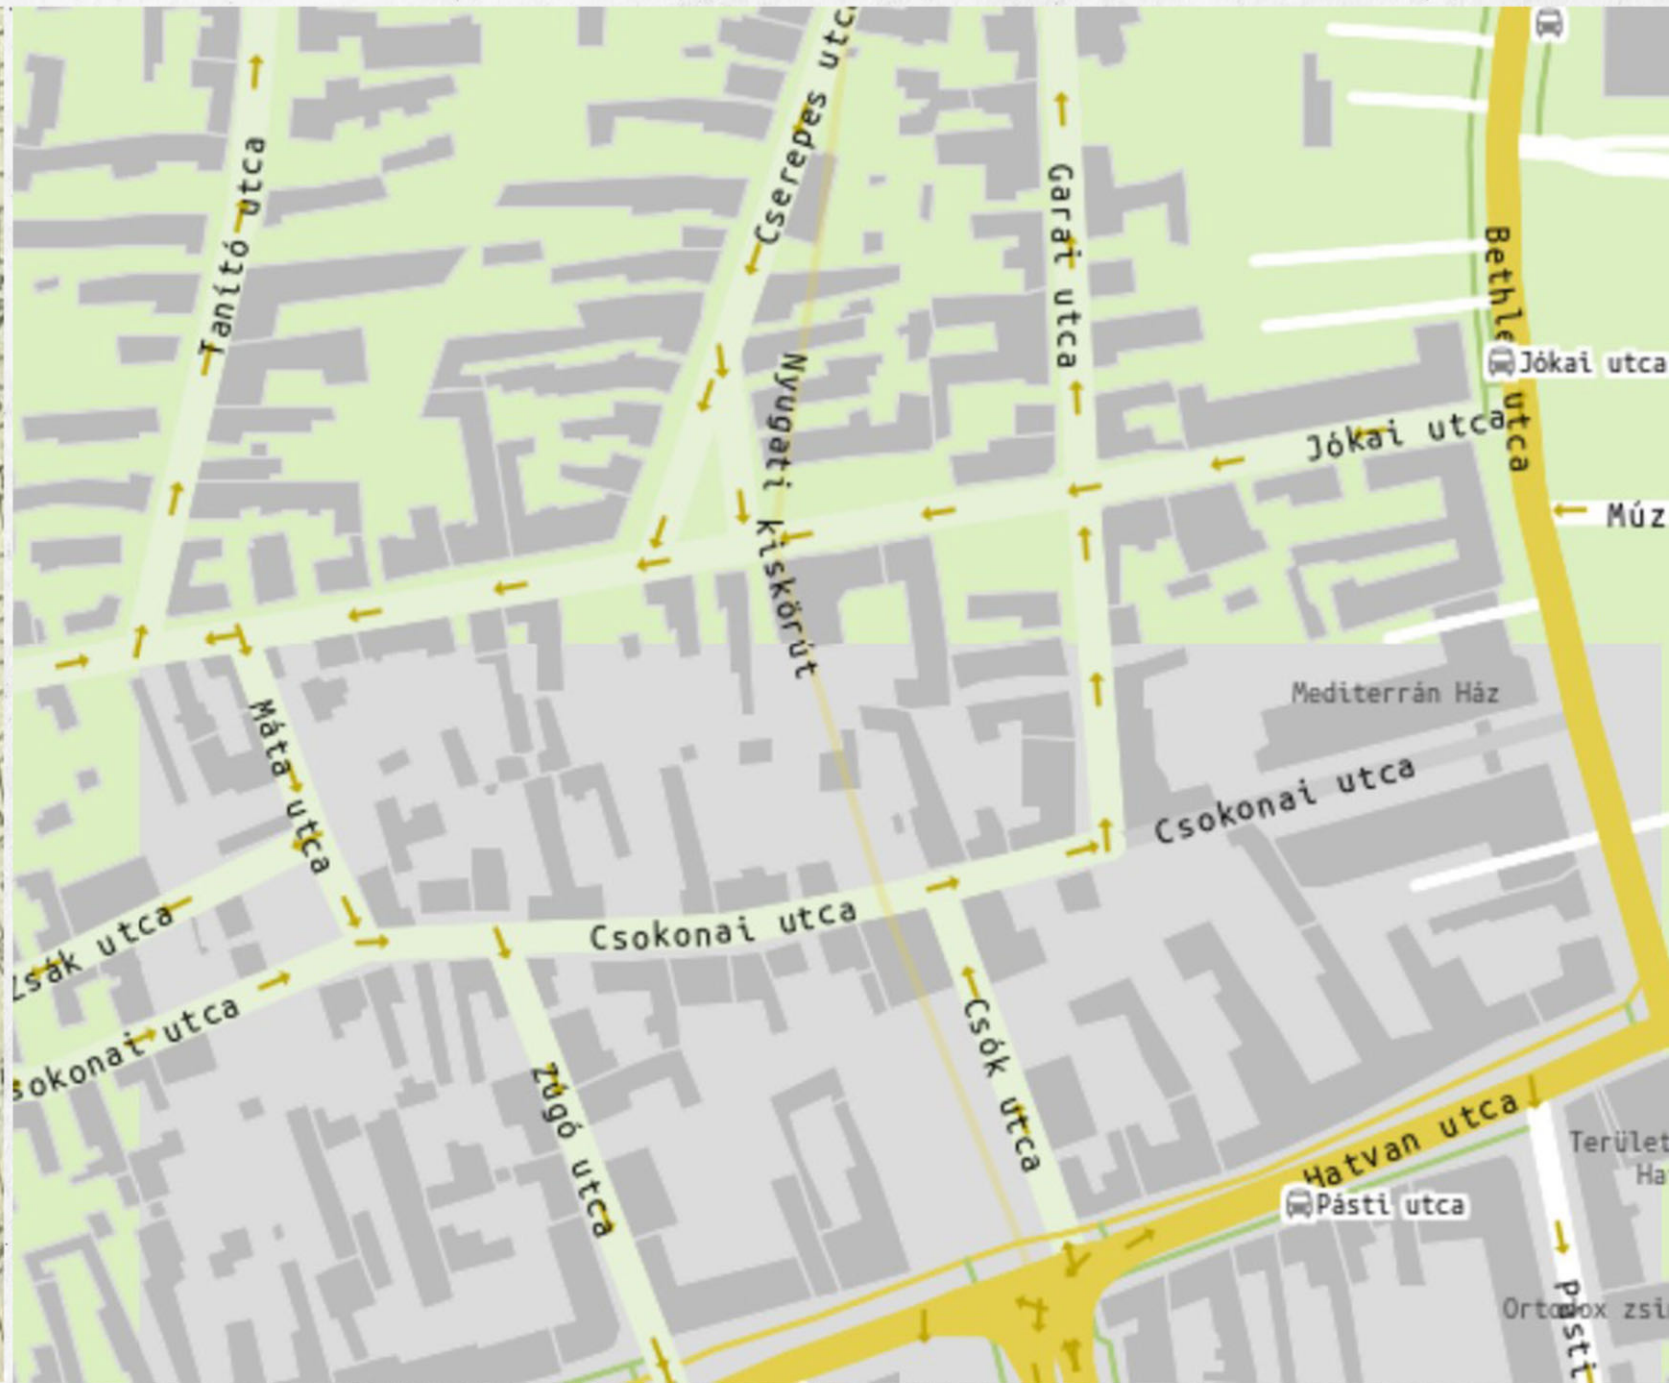 Cserepes utca
Tanító utca
Garai utca
Bethle utca
Jókai utca
Jókai utca
Nyugati kiskörút
Múz
Mediterrán Ház
Máta utca
Csokonai utca
Zsák utca
Csokonai utca
sokonai utca
Csók utca
Zúgó utca
Hatvan utca
Pásti utca
Terület
Ha
Ortodox zsi
Pásti